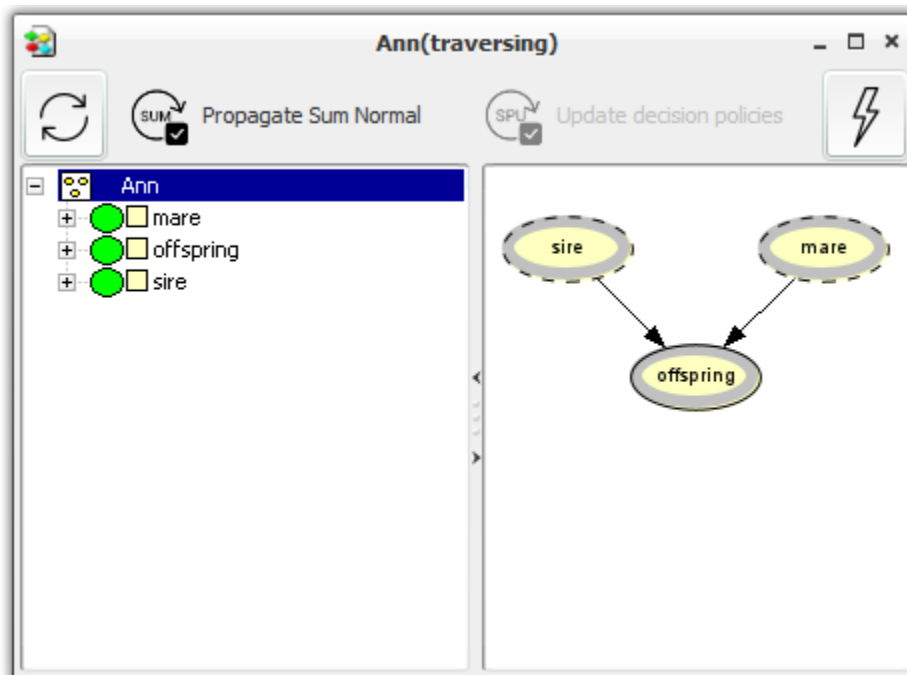 Ann(traversing)
SUM Propagate Sum Normal SPU Update decision policies
Ann
mare
offspring
sire
sire mare
offspring